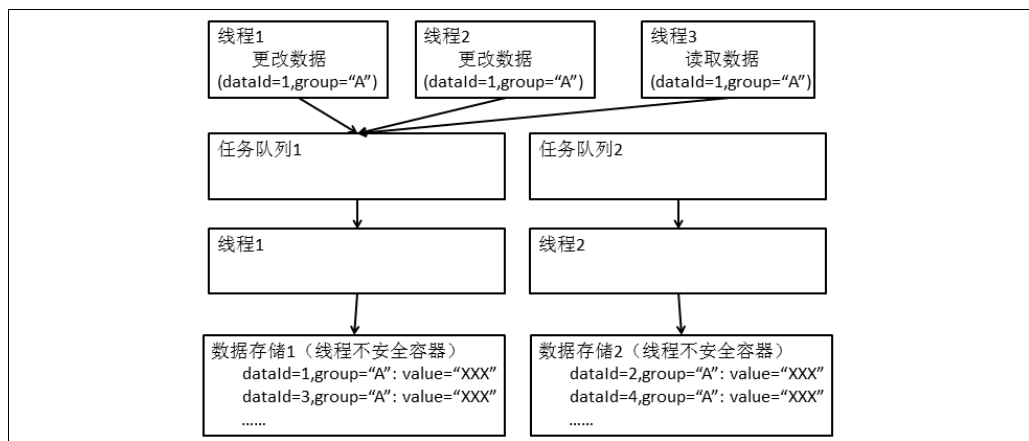 线程1
更改数据
(dataId=1,group=“A”)
线程2
更改数据
(dataId=1,group=“A”)
线程3
读取数据
(dataId=1,group=“A”)
任务队列1
任务队列2
线程1
线程2
数据存储1（线程不安全容器）
dataId=1,group=“A”: value=“XXX”
dataId=3,group=“A”: value=“XXX”
……
数据存储2（线程不安全容器）
dataId=2,group=“A”: value=“XXX”
dataId=4,group=“A”: value=“XXX”
……